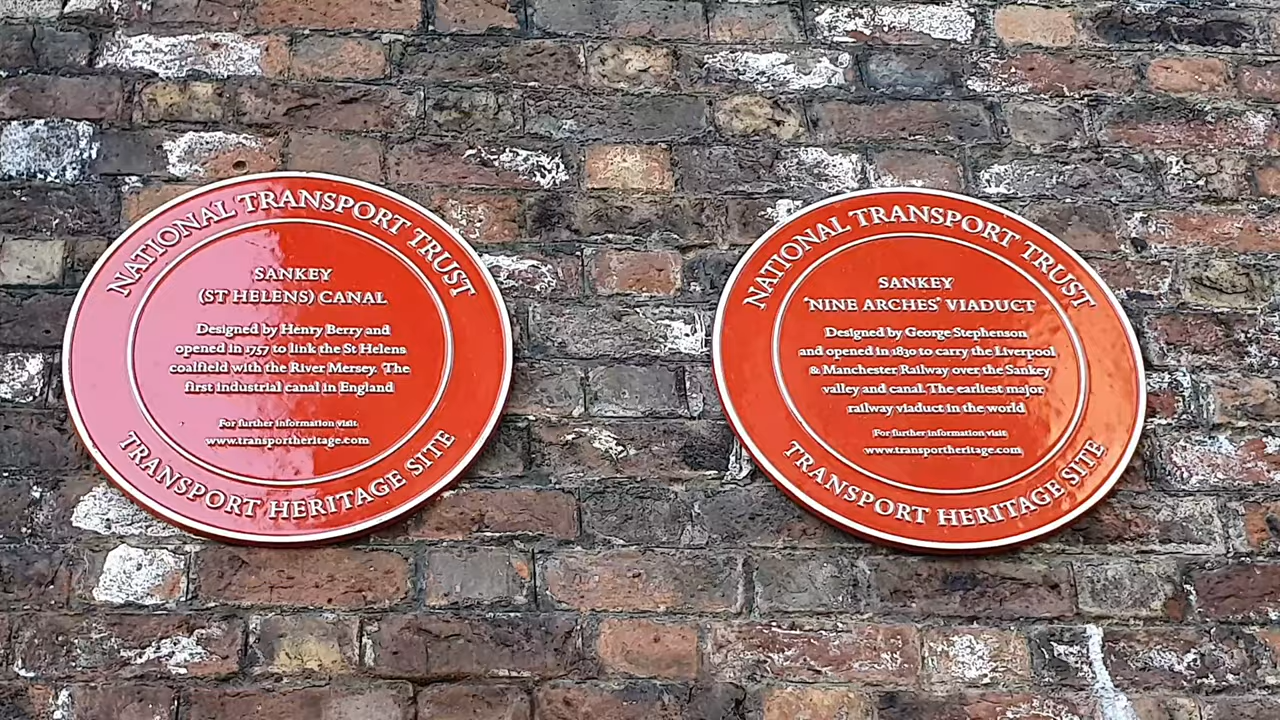 NATIONAL TRANSPORT TRUST
SANKEY
(ST HELENS) CANAL
Designed by Henry Berry and
opened in 1757 to link the St Helens
coalfield with the River Mersey. The
first industrial canal in England
For further information visit
www.transportheritage.com
TRANSPORT HERITAGE SITE
NATIONAL TRANSPORT TRUST
SANKEY
'NINE ARCHES' VIADUCT
Designed by George Stephenson
and opened in 1830 to carry the Liverpool
& Manchester Railway over the Sankey
valley and canal. The earliest major
railway viaduct in the world
For further information visit
www.transportheritage.com
TRANSPORT HERITAGE SITE